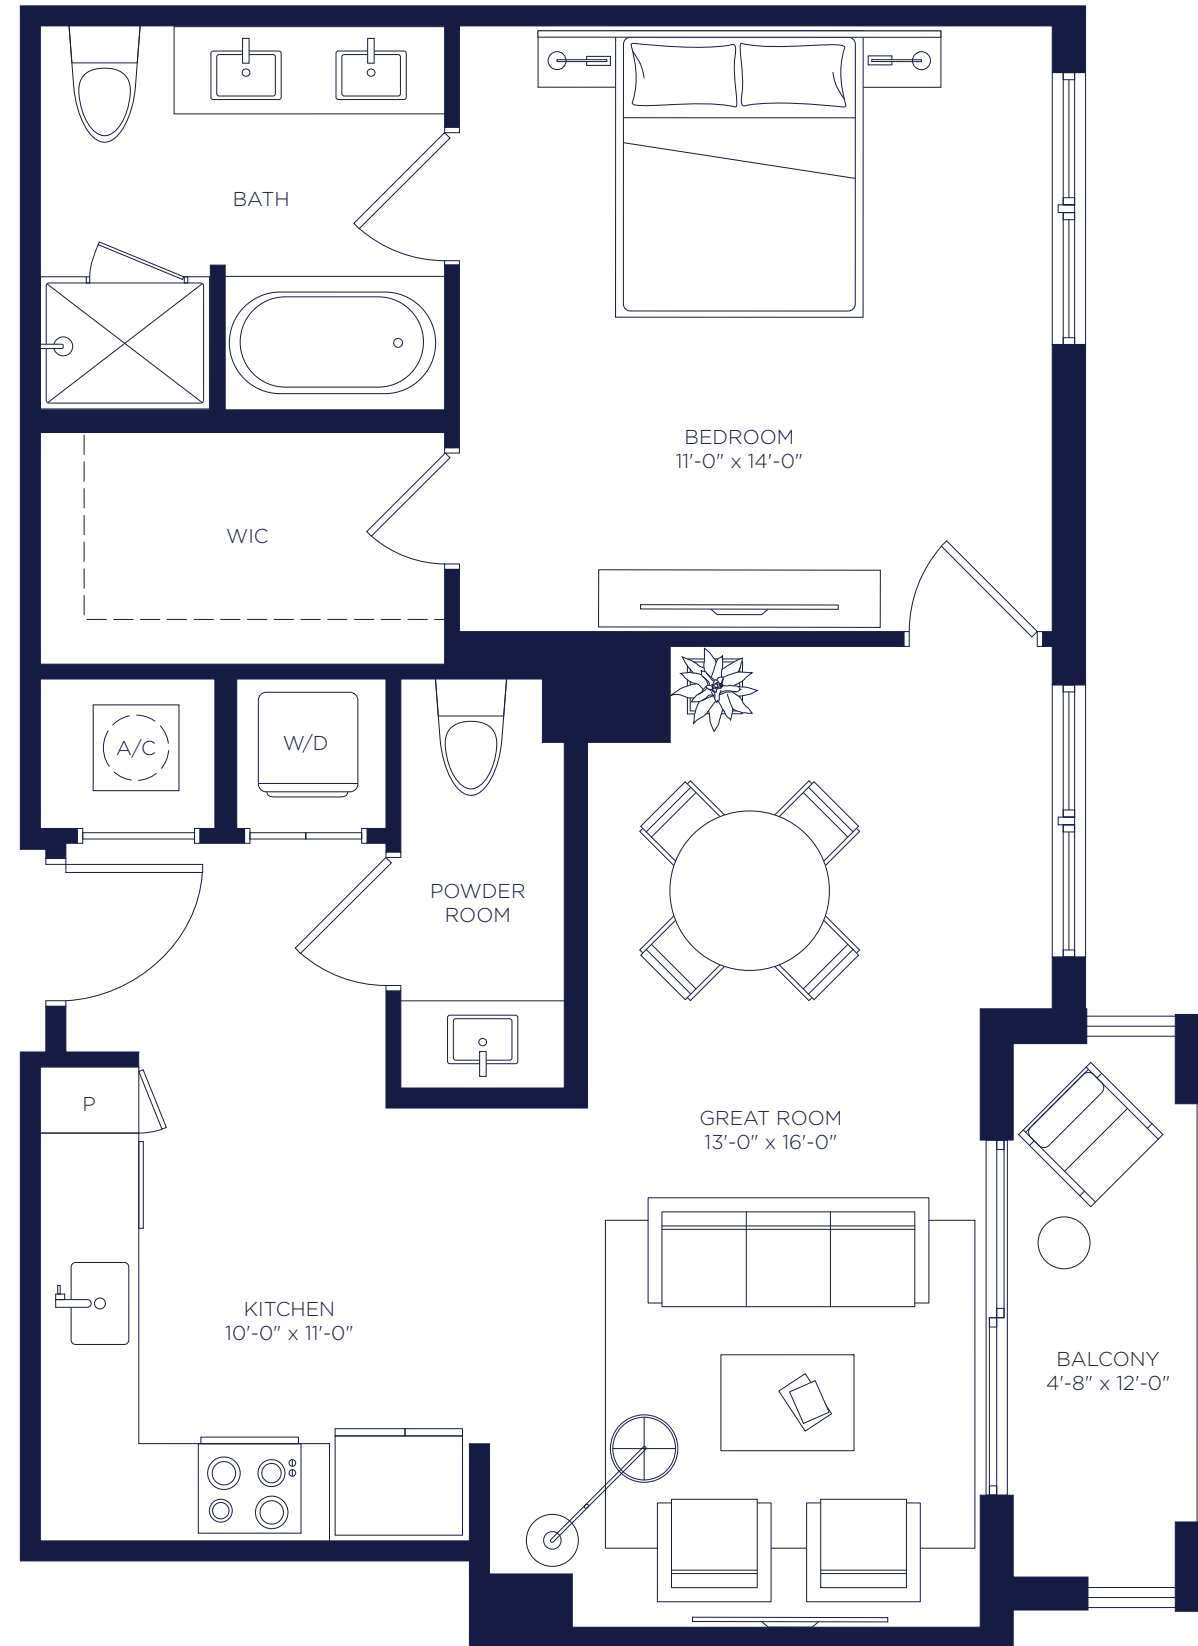 BATH
BEDROOM
11'-0" x 14'-0"
WIC
A/C
W/D
POWDER
ROOM
P
GREAT ROOM
13'-0" x 16'-0"
KITCHEN
10'-0" x 11'-0"
BALCONY
4'-8" x 12'-0"